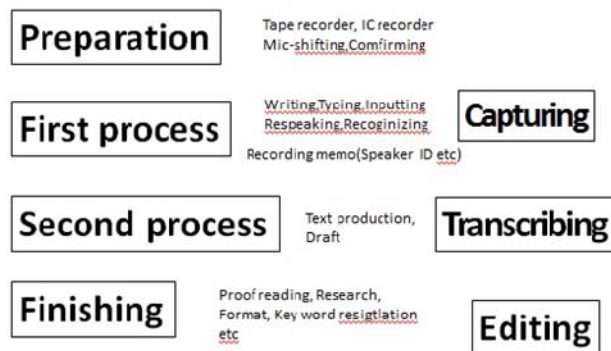 Preparation
Tape recorder, IC recorder
Mic-shifting,Comfirming
First process
Writing,Typing,Inputting
Respeaking,Recoginizing
Recording memo(Speaker ID etc)
Capturing
Second process
Text production,
Draft
Transcribing
Finishing
Proof reading, Research,
Format, Key word resigtlation
etc
Editing